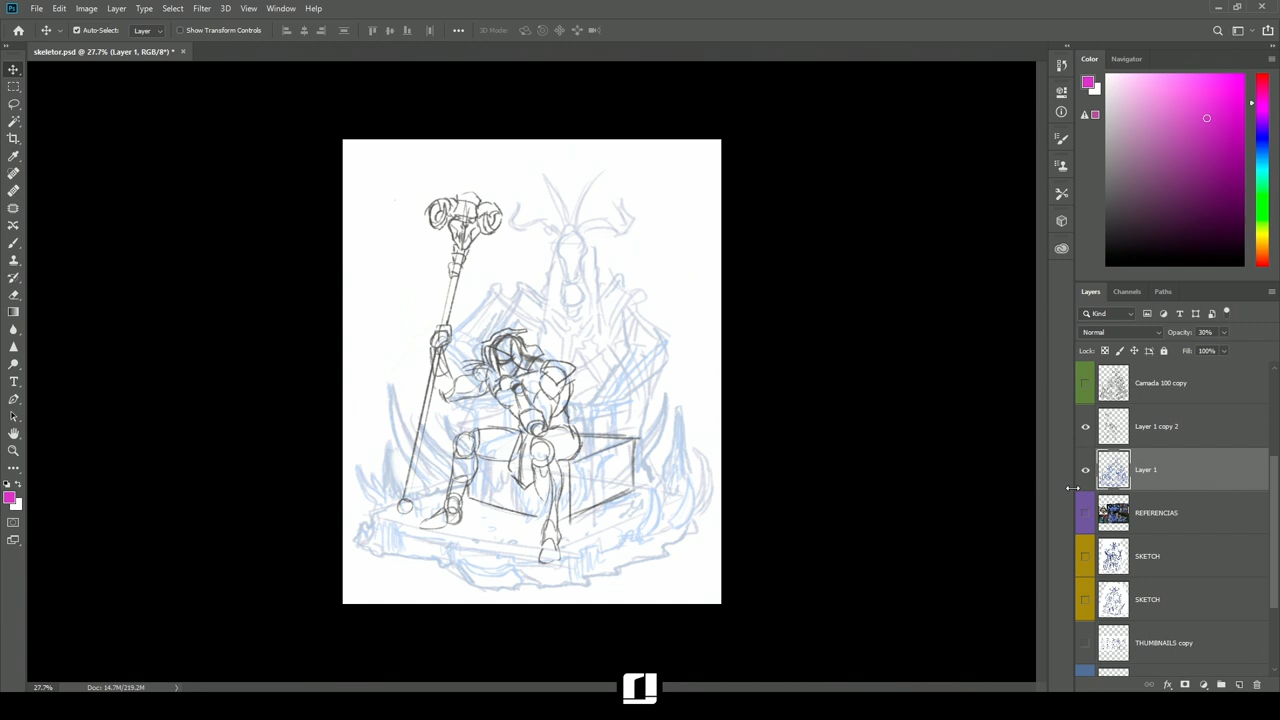 Ps File Edit Image Layer Type Select Filter 3D View Window Help
Auto-Select: Layer Show Transform Controls 3D Mode:
skeletor.psd @ 27.7% (Layer 1, RGB/8*) *
Color Navigator
Layers Channels Paths
Kind
Normal Opacity: 30%
Lock: Fill: 100%
Camada 100 copy
Layer 1 copy 2
Layer 1
REFERENCIAS
SKETCH
SKETCH
THUMBNAILS copy
fx
27.7% Doc: 14.7M/219.2M